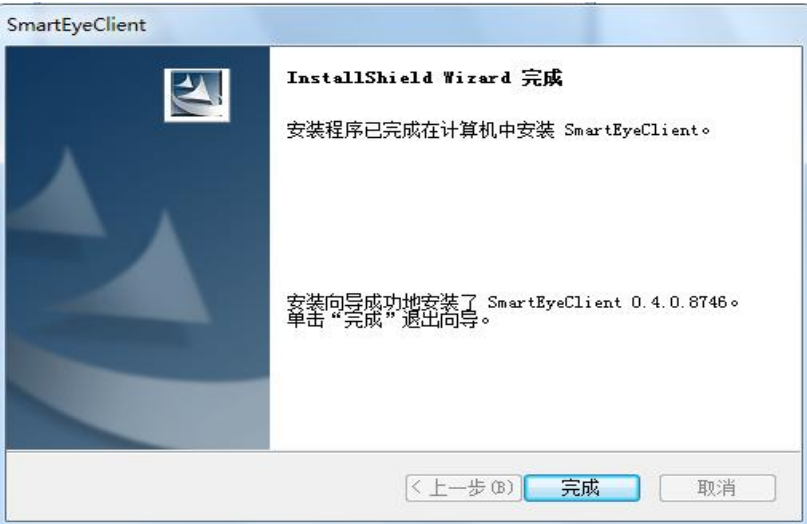 SmartEyeClient
InstallShield Wizard 完成
安装程序已完成在计算机中安装 SmartEyeClient。
安装向导成功地安装了 SmartEyeClient 0.4.0.8746。
单击“完成”退出向导。
< 上一步(B)
完成
取消